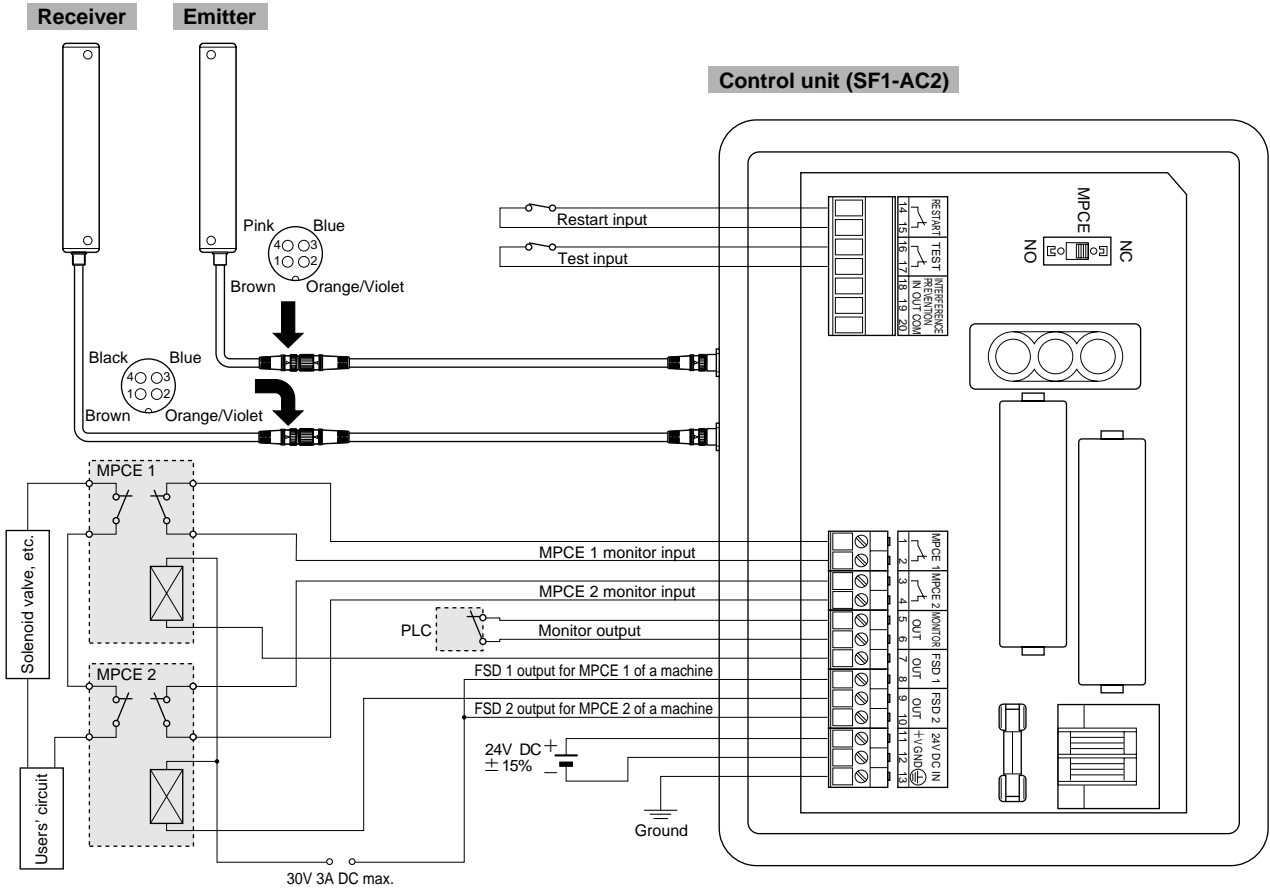 Receiver
Emitter
Control unit (SF1-AC2)
Pink
Blue
4
3
1
2
Brown
Orange/Violet
Black
Blue
4
3
1
2
Brown
Orange/Violet
Restart input
Test input
RESTART
14
15
TEST
16
17
INTERFERENCE
PREVENTION
IN OUT COM
18
19
20
MPCE
NO
NC
MPCE 1
MPCE 2
Solenoid valve, etc.
Users' circuit
MPCE 1 monitor input
MPCE 2 monitor input
PLC
Monitor output
FSD 1 output for MPCE 1 of a machine
FSD 2 output for MPCE 2 of a machine
24V DC
±15%
+
−
Ground
30V 3A DC max.
MPCE 1
1
2
MPCE 2
3
4
MONITOR
OUT
5
6
FSD 1
OUT
7
8
FSD 2
OUT
9
10
24V DC IN
+V GND
11
12
13